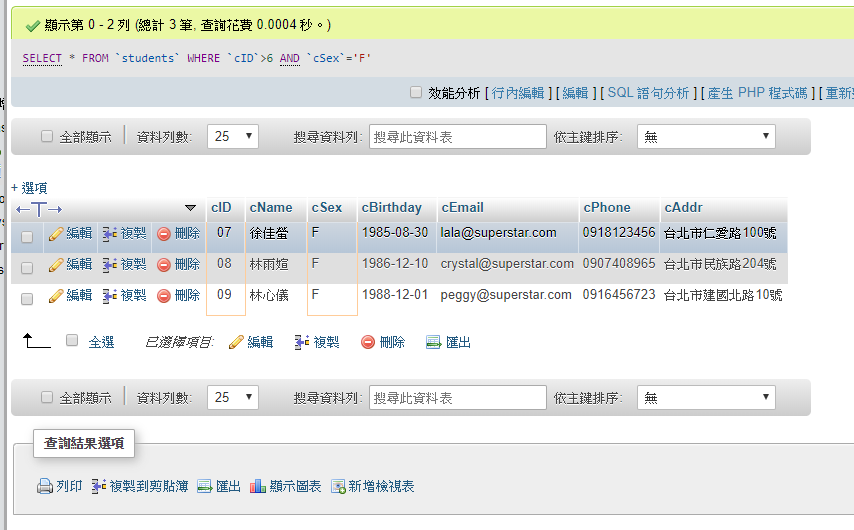 顯示第 0 - 2 列 (總計 3 筆, 查詢花費 0.0004 秒。)
SELECT * FROM `students` WHERE `cID`>6 AND `cSex`='F'
效能分析 [ 行內編輯 ] [ 編輯 ] [ SQL 語句分析 ] [ 產生 PHP 程式碼 ] [ 重新
全部顯示 資料列數: 25 搜尋資料列: 搜尋此資料表 依主鍵排序: 無
+ 選項
cID cName cSex cBirthday cEmail cPhone cAddr
編輯 複製 刪除 07 徐佳螢 F 1985-08-30 lala@superstar.com 0918123456 台北市仁愛路100號
編輯 複製 刪除 08 林雨媗 F 1986-12-10 crystal@superstar.com 0907408965 台北市民族路204號
編輯 複製 刪除 09 林心儀 F 1988-12-01 peggy@superstar.com 0916456723 台北市建國北路10號
全選 已選擇項目: 編輯 複製 刪除 匯出
全部顯示 資料列數: 25 搜尋資料列: 搜尋此資料表 依主鍵排序: 無
查詢結果選項
列印 複製到剪貼簿 匯出 顯示圖表 新增檢視表